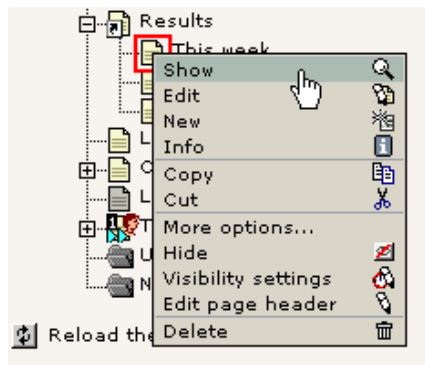 Results
This week
Show
Edit
New
Info
Copy
Cut
More options...
Hide
Visibility settings
Edit page header
Delete
Reload the